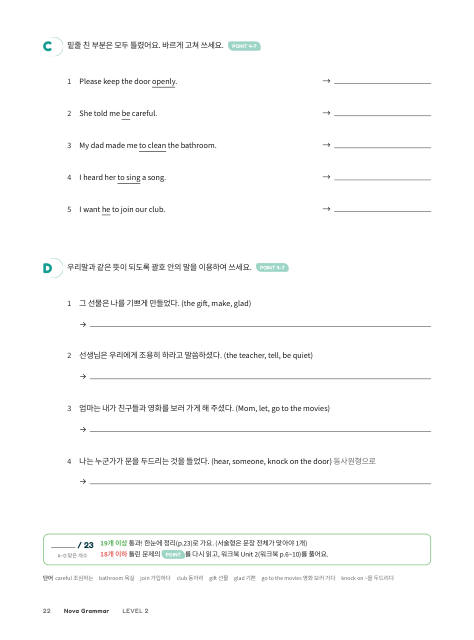 C 밑줄 친 부분은 모두 틀렸어요. 바르게 고쳐 쓰세요. POINT 4-7
1 Please keep the door openly. →
2 She told me be careful. →
3 My dad made me to clean the bathroom. →
4 I heard her to sing a song. →
5 I want he to join our club. →
D 우리말과 같은 뜻이 되도록 괄호 안의 말을 이용하여 쓰세요. POINT 4-7
1 그 선물은 나를 기쁘게 만들었다. (the gift, make, glad)
→
2 선생님은 우리에게 조용히 하라고 말씀하셨다. (the teacher, tell, be quiet)
→
3 엄마는 내가 친구들과 영화를 보러 가게 해 주셨다. (Mom, let, go to the movies)
→
4 나는 누군가가 문을 두드리는 것을 들었다. (hear, someone, knock on the door) 동사원형으로
→
/ 23 19개 이상 통과! 한눈에 정리(p.23)로 가요. (서술형은 문장 전체가 맞아야 1개)
A~D 맞은 개수 18개 이하 틀린 문제의 POINT 를 다시 읽고, 워크북 Unit 2(워크북 p.6~10)를 풀어요.
단어 careful 조심하는 bathroom 욕실 join 가입하다 club 동아리 gift 선물 glad 기쁜 go to the movies 영화 보러 가다 knock on ~을 두드리다
22 Nova Grammar LEVEL 2